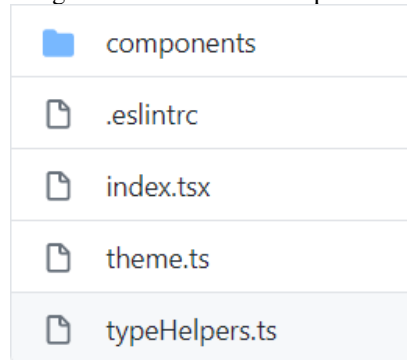 components
.eslintrc
index.tsx
theme.ts
typeHelpers.ts